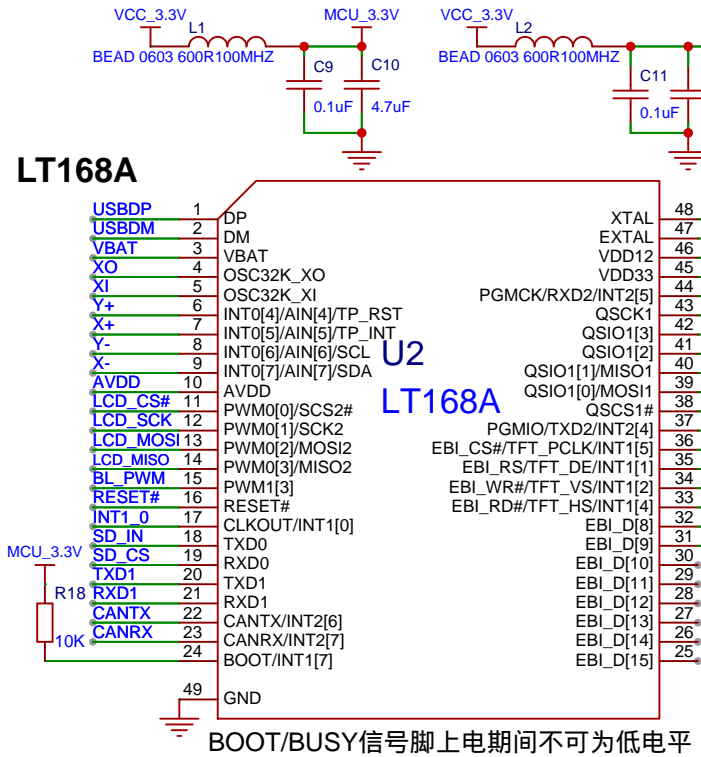 VCC_3.3V L1 MCU_3.3V VCC_3.3V L2
BEAD 0603 600R100MHZ BEAD 0603 600R100MHZ
C9 C10 C11
0.1uF 4.7uF 0.1uF
LT168A
USBDP 1 DP
USBDM 2 DM
VBAT 3 VBAT
XO 4 OSC32K_XO
XI 5 OSC32K_XI
Y+ 6 INT0[4]/AIN[4]/TP_RST
X+ 7 INT0[5]/AIN[5]/TP_INT
Y- 8 INT0[6]/AIN[6]/SCL
X- 9 INT0[7]/AIN[7]/SDA
AVDD 10 AVDD
LCD_CS# 11 PWM0[0]/SCS2#
LCD_SCK 12 PWM0[1]/SCK2
LCD_MOSI 13 PWM0[2]/MOSI2
LCD_MISO 14 PWM0[3]/MISO2
BL_PWM 15 PWM1[3]
RESET# 16 RESET#
INT1_0 17 CLKOUT/INT1[0]
SD_IN 18 TXD0
SD_CS 19 RXD0
TXD1 20 TXD1
RXD1 21 RXD1
CANTX 22 CANTX/INT2[6]
CANRX 23 CANRX/INT2[7]
24 BOOT/INT1[7]
49 GND
MCU_3.3V
R18
10K
U2
LT168A
XTAL 48
EXTAL 47
VDD12 46
VDD33 45
PGMCK/RXD2/INT2[5] 44
QSCK1 43
QSIO1[3] 42
QSIO1[2] 41
QSIO1[1]/MISO1 40
QSIO1[0]/MOSI1 39
QSCS1# 38
PGMIO/TXD2/INT2[4] 37
EBI_CS#/TFT_PCLK/INT1[5] 36
EBI_RS/TFT_DE/INT1[1] 35
EBI_WR#/TFT_VS/INT1[2] 34
EBI_RD#/TFT_HS/INT1[4] 33
EBI_D[8] 32
EBI_D[9] 31
EBI_D[10] 30
EBI_D[11] 29
EBI_D[12] 28
EBI_D[13] 27
EBI_D[14] 26
EBI_D[15] 25
BOOT/BUSY信号脚上电期间不可为低电平